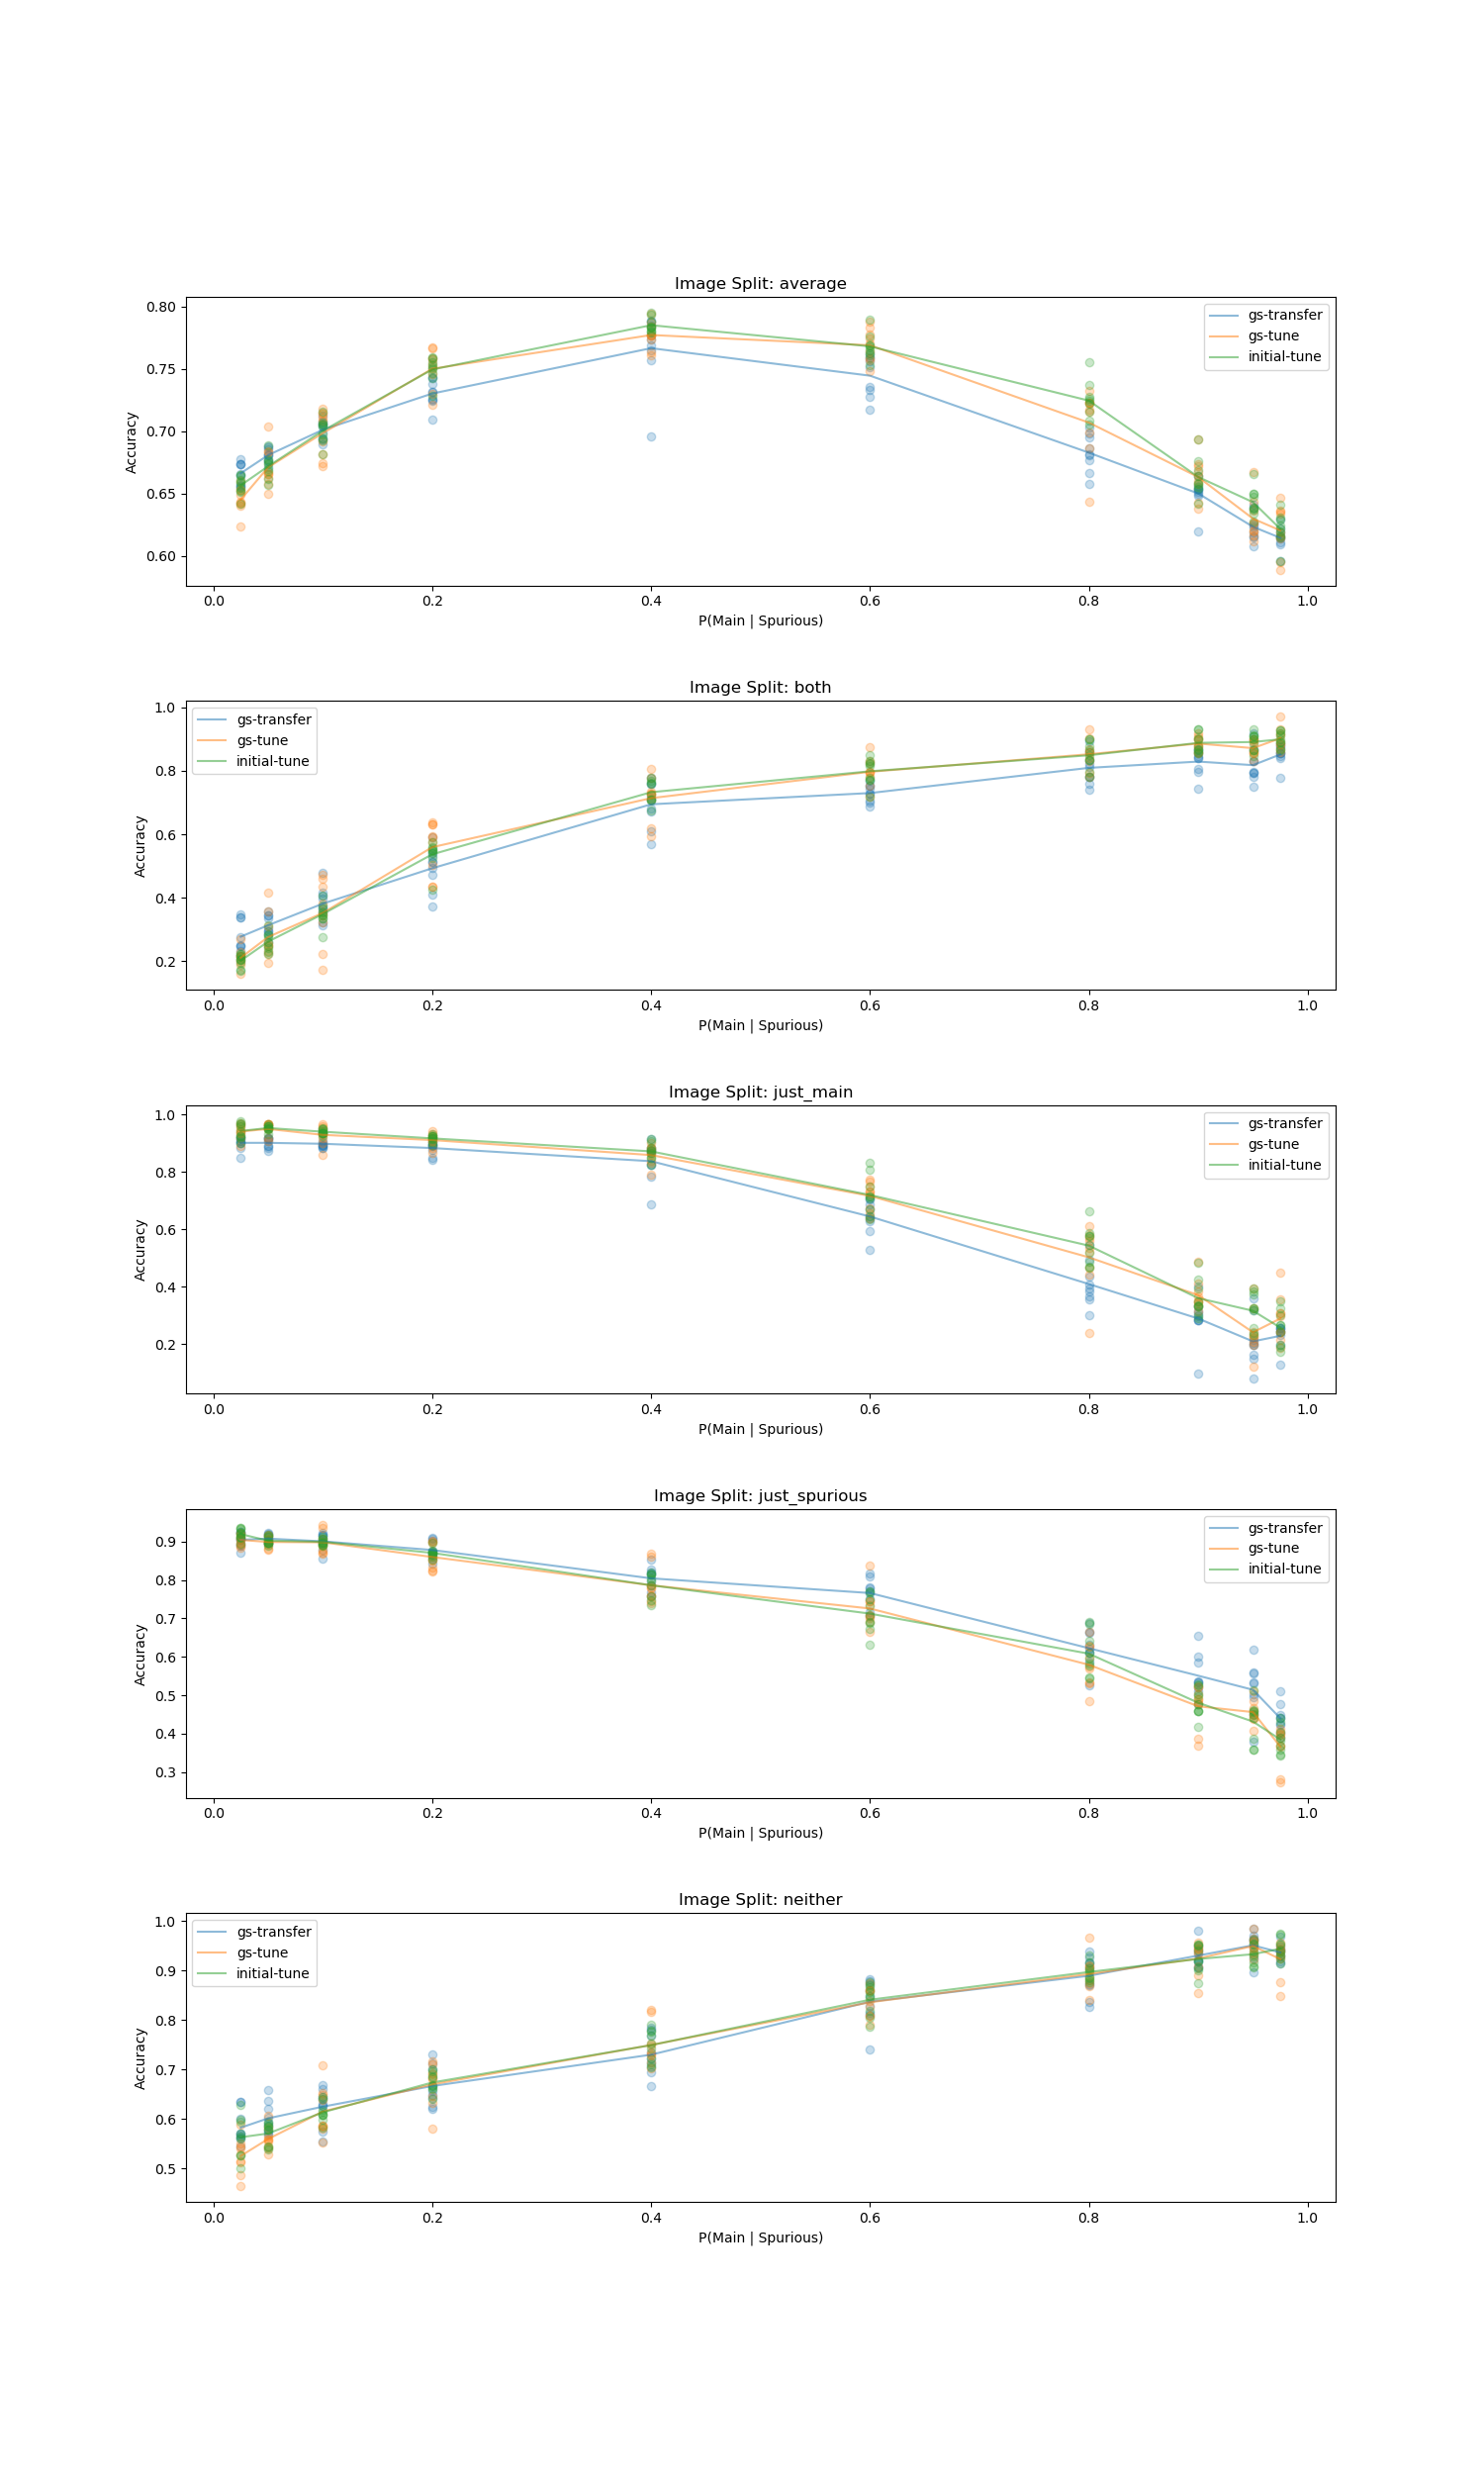 Image Split: average
0.80
0.75
0.70
0.65
0.60
Accuracy
gs-transfer
gs-tune
initial-tune
0.0 0.2 0.4 0.6 0.8 1.0
P(Main | Spurious)
Image Split: both
1.0
0.8
0.6
0.4
0.2
Accuracy
gs-transfer
gs-tune
initial-tune
0.0 0.2 0.4 0.6 0.8 1.0
P(Main | Spurious)
Image Split: just_main
1.0
0.8
0.6
0.4
0.2
Accuracy
gs-transfer
gs-tune
initial-tune
0.0 0.2 0.4 0.6 0.8 1.0
P(Main | Spurious)
Image Split: just_spurious
0.9
0.8
0.7
0.6
0.5
0.4
0.3
Accuracy
gs-transfer
gs-tune
initial-tune
0.0 0.2 0.4 0.6 0.8 1.0
P(Main | Spurious)
Image Split: neither
1.0
0.9
0.8
0.7
0.6
0.5
Accuracy
gs-transfer
gs-tune
initial-tune
0.0 0.2 0.4 0.6 0.8 1.0
P(Main | Spurious)